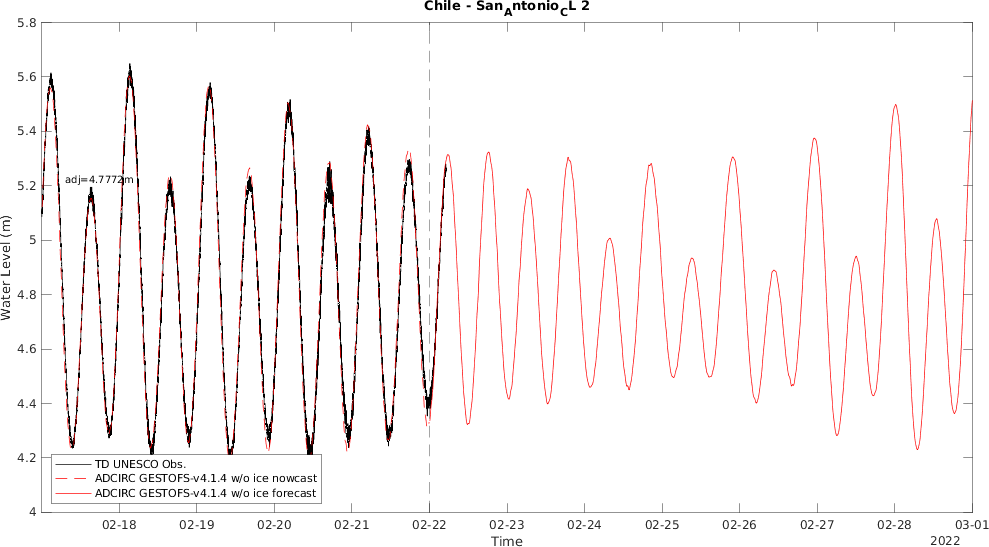 Chile - SanAntonioCL 2
5.8
5.6
5.4
5.2
5
4.8
4.6
4.4
4.2
4
Water Level (m)
adj=4.7772m
TD UNESCO Obs.
ADCIRC GESTOFS-v4.1.4 w/o ice nowcast
ADCIRC GESTOFS-v4.1.4 w/o ice forecast
02-18 02-19 02-20 02-21 02-22 02-23 02-24 02-25 02-26 02-27 02-28 03-01
Time
2022